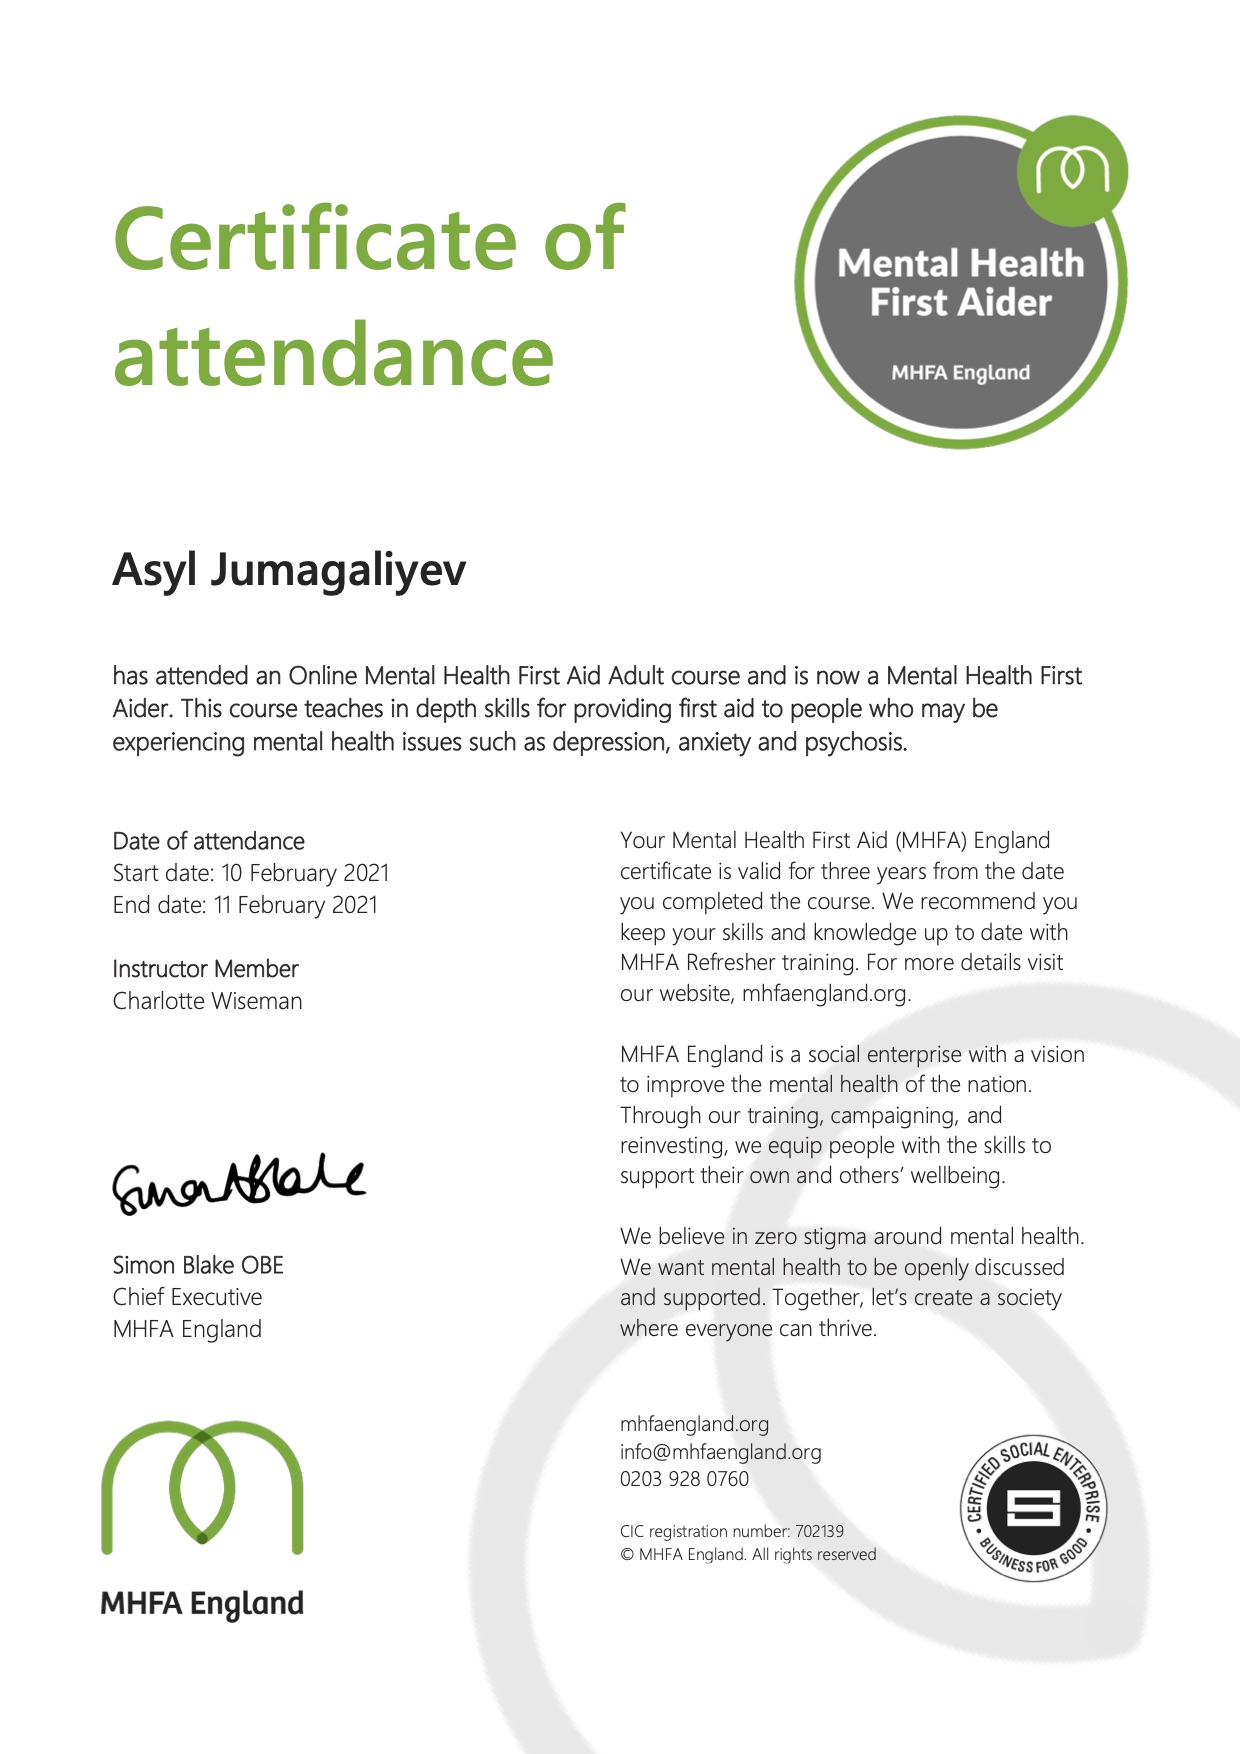 Certificate of
attendance
Mental Health
First Aider
MHFA England
Asyl Jumagaliyev
has attended an Online Mental Health First Aid Adult course and is now a Mental Health First
Aider. This course teaches in depth skills for providing first aid to people who may be
experiencing mental health issues such as depression, anxiety and psychosis.
Date of attendance
Start date: 10 February 2021
End date: 11 February 2021
Instructor Member
Charlotte Wiseman
Simon Blake
Simon Blake OBE
Chief Executive
MHFA England
MHFA England
Your Mental Health First Aid (MHFA) England
certificate is valid for three years from the date
you completed the course. We recommend you
keep your skills and knowledge up to date with
MHFA Refresher training. For more details visit
our website, mhfaengland.org.
MHFA England is a social enterprise with a vision
to improve the mental health of the nation.
Through our training, campaigning, and
reinvesting, we equip people with the skills to
support their own and others’ wellbeing.
We believe in zero stigma around mental health.
We want mental health to be openly discussed
and supported. Together, let’s create a society
where everyone can thrive.
mhfaengland.org
info@mhfaengland.org
0203 928 0760
CIC registration number: 702139
© MHFA England. All rights reserved
CERTIFIED SOCIAL ENTERPRISE
• BUSINESS FOR GOOD •